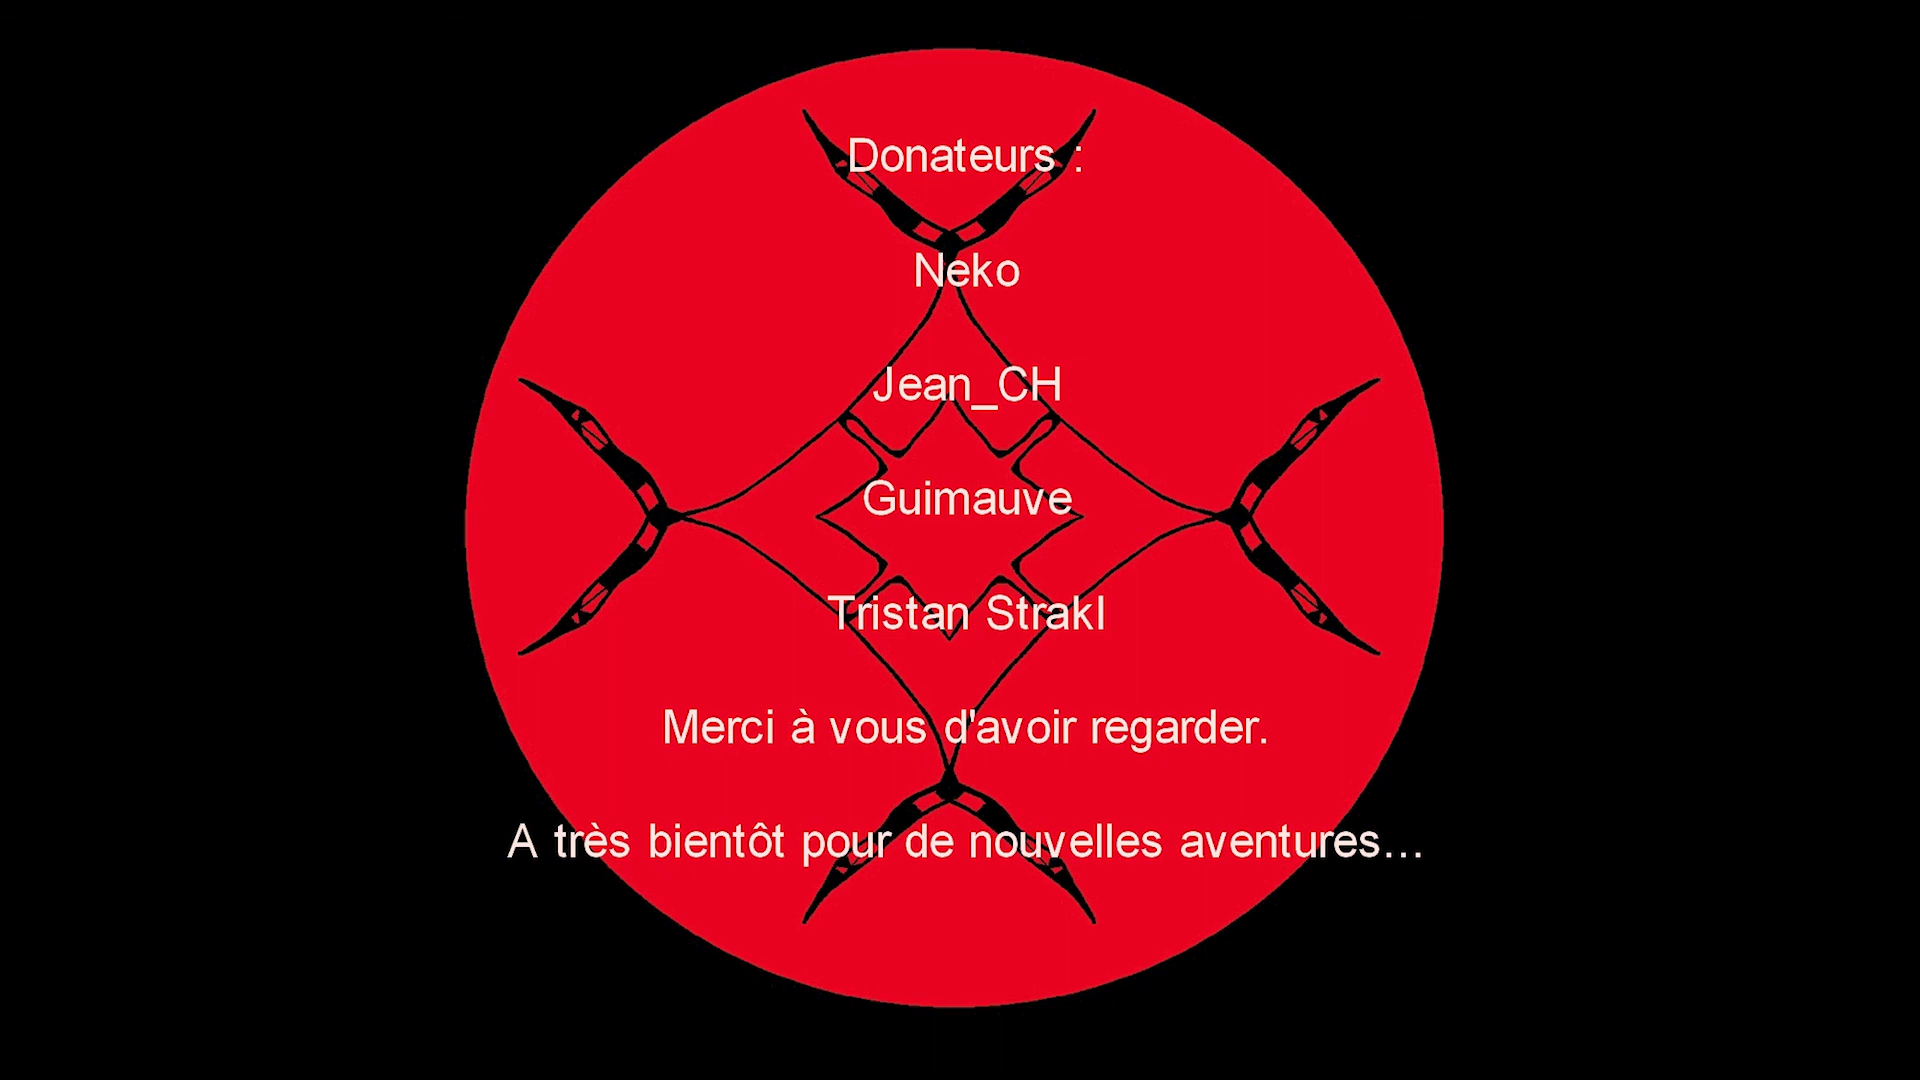 Donateurs :
Neko
Jean_CH
Guimauve
Tristan Strakl
Merci à vous d'avoir regarder.
A très bientôt pour de nouvelles aventures...